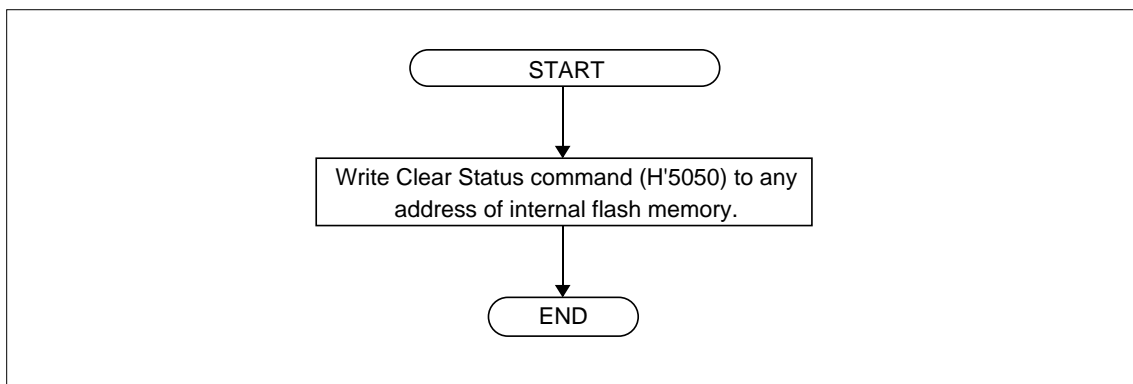 START
Write Clear Status command (H'5050) to any
address of internal flash memory.
END